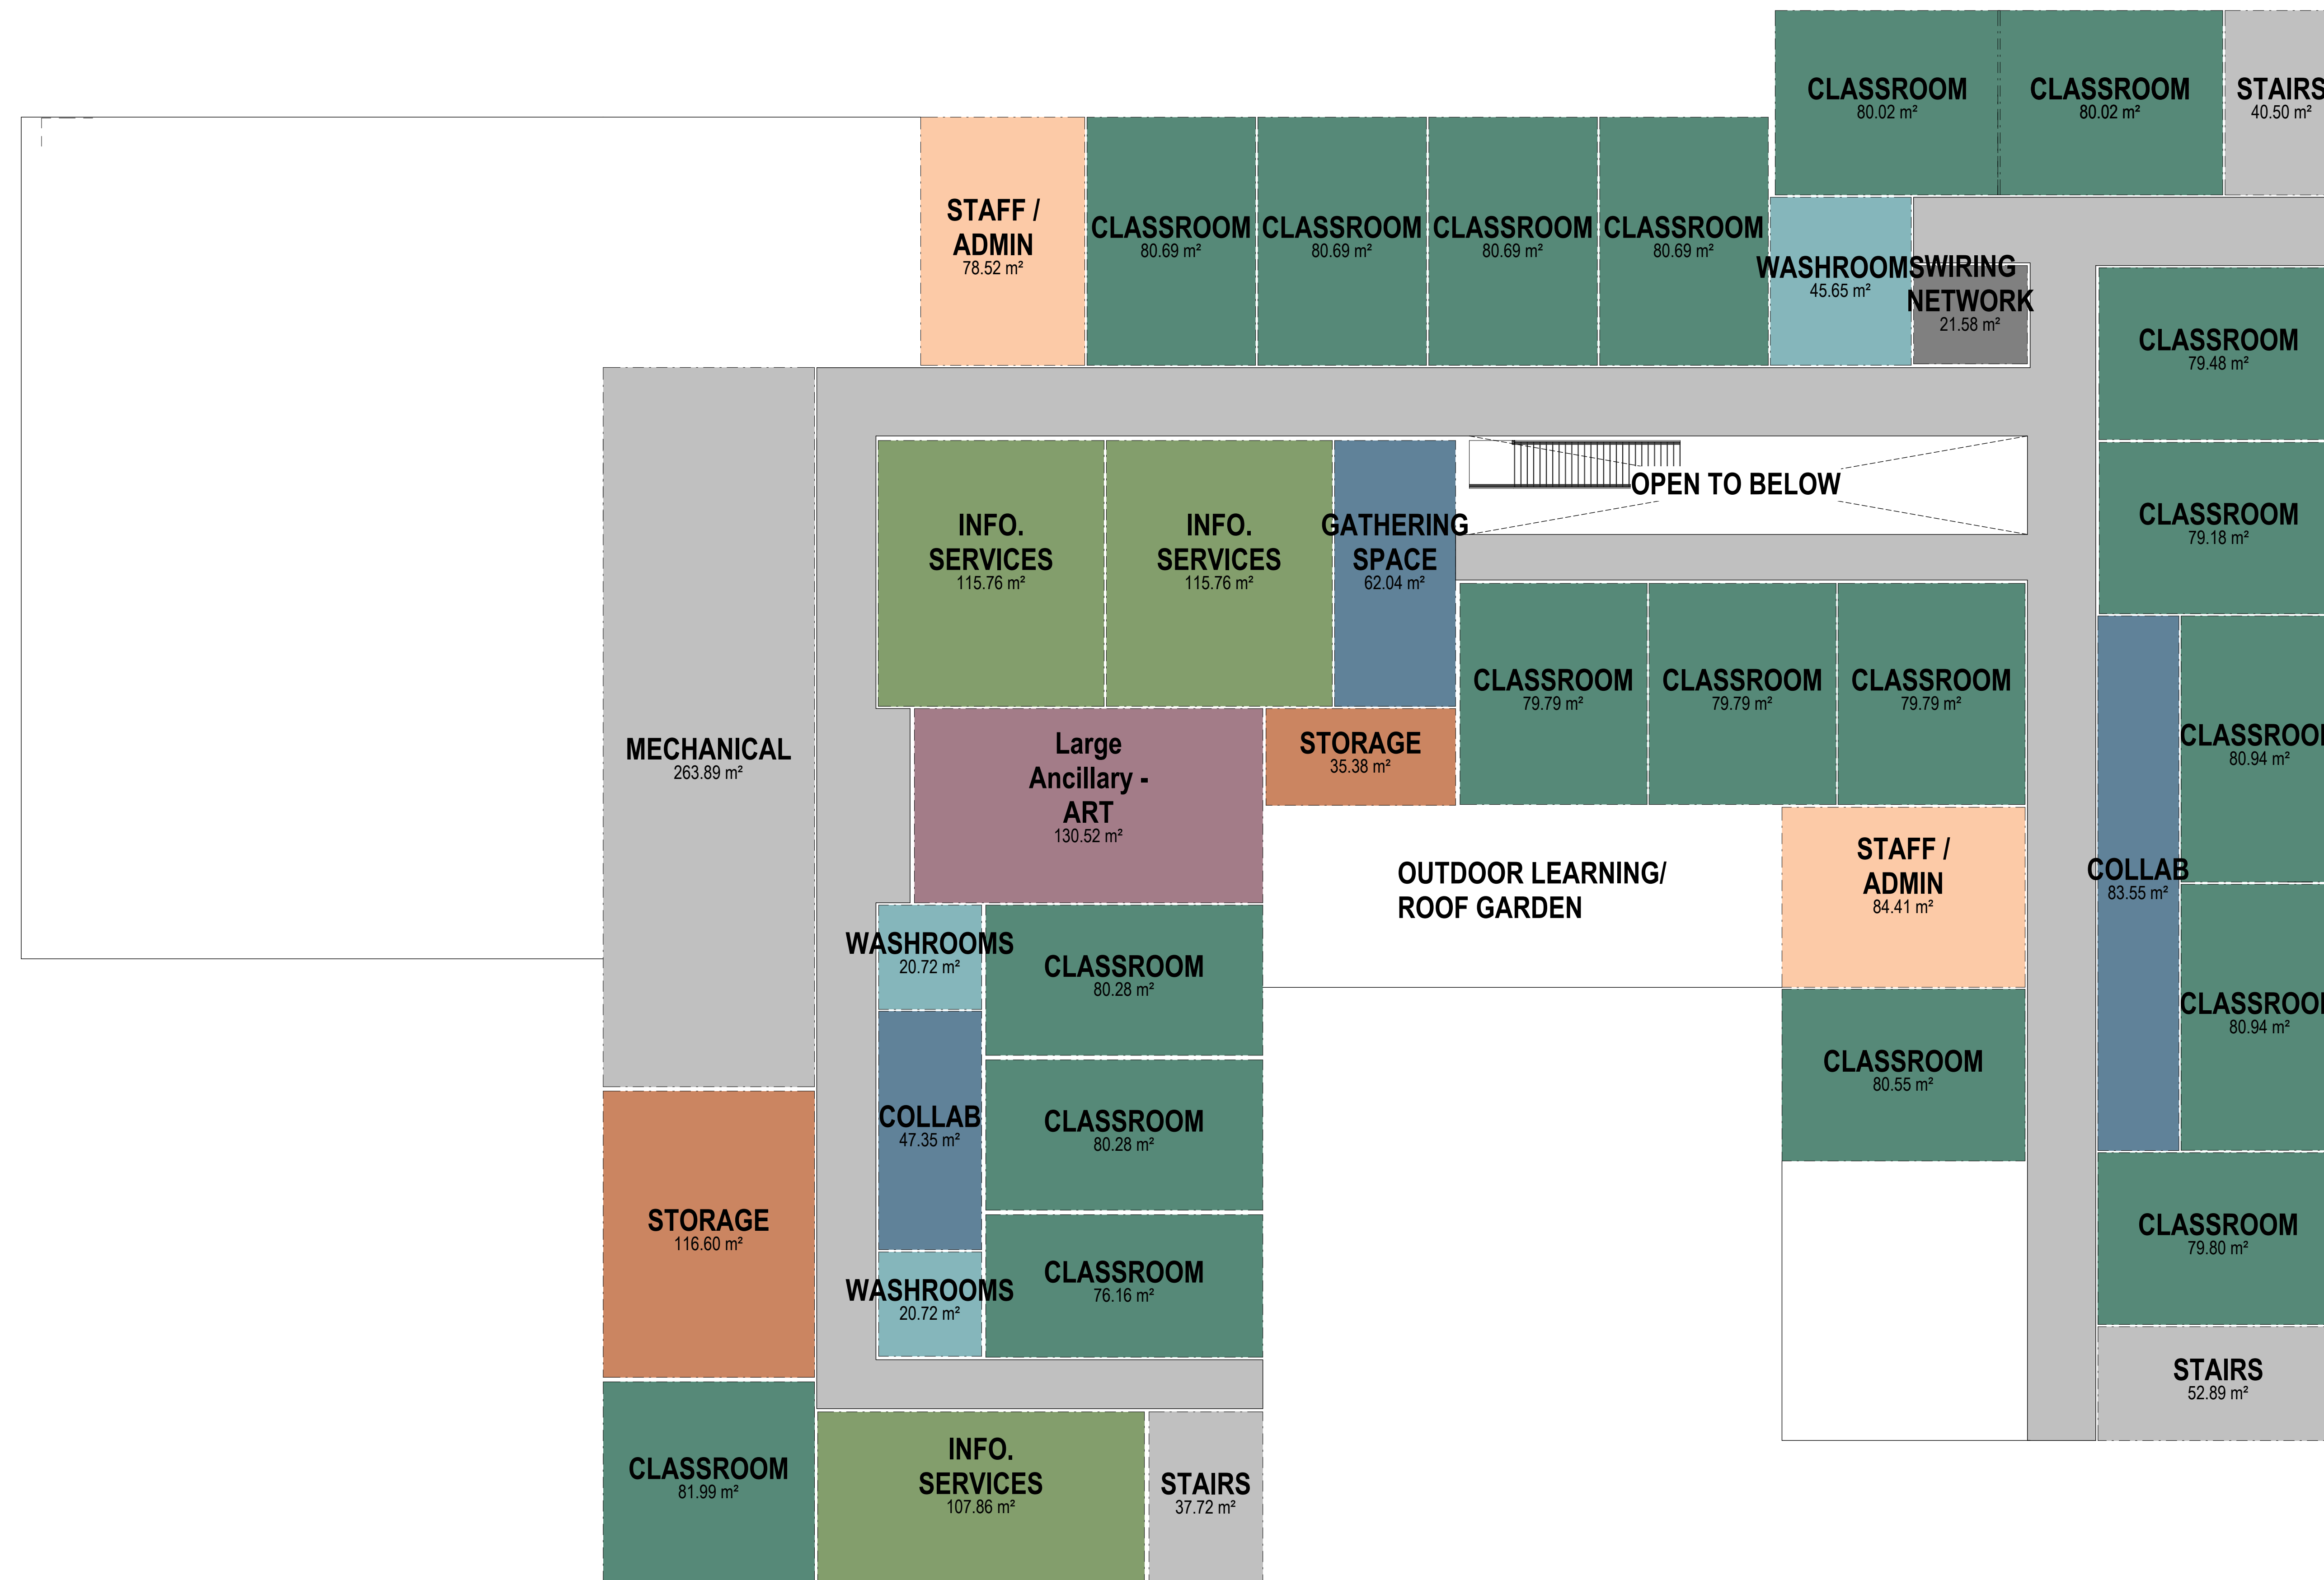 CLASSROOM
80.02 m²
CLASSROOM
80.02 m²
STAIRS
40.50 m²
STAFF /
ADMIN
78.52 m²
CLASSROOM
80.69 m²
CLASSROOM
80.69 m²
CLASSROOM
80.69 m²
CLASSROOM
80.69 m²
WASHROOMS
45.65 m²
WIRING
NETWORK
21.58 m²
CLASSROOM
79.48 m²
OPEN TO BELOW
INFO.
SERVICES
115.76 m²
INFO.
SERVICES
115.76 m²
GATHERING
SPACE
62.04 m²
CLASSROOM
79.18 m²
CLASSROOM
79.79 m²
CLASSROOM
79.79 m²
CLASSROOM
79.79 m²
MECHANICAL
263.89 m²
Large
Ancillary -
ART
130.52 m²
STORAGE
35.38 m²
CLASSROO
80.94 m²
OUTDOOR LEARNING/
ROOF GARDEN
STAFF /
ADMIN
84.41 m²
COLLAB
83.55 m²
WASHROOMS
20.72 m²
CLASSROOM
80.28 m²
CLASSROO
80.94 m²
CLASSROOM
80.55 m²
COLLAB
47.35 m²
CLASSROOM
80.28 m²
STORAGE
116.60 m²
CLASSROOM
79.80 m²
WASHROOMS
20.72 m²
CLASSROOM
76.16 m²
STAIRS
52.89 m²
CLASSROOM
81.99 m²
INFO.
SERVICES
107.86 m²
STAIRS
37.72 m²